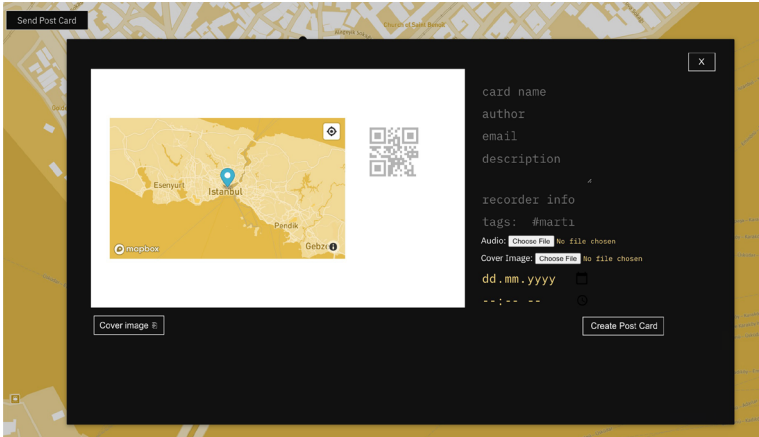 Send Post Card
X
Esenyurt
Istanbul
Pendik
Gebze
mapbox
card name
author
email
description
recorder info
tags: #martı
Audio: Choose File No file chosen
Cover Image: Choose File No file chosen
dd.mm.yyyy
--:-- --
Cover image
Create Post Card